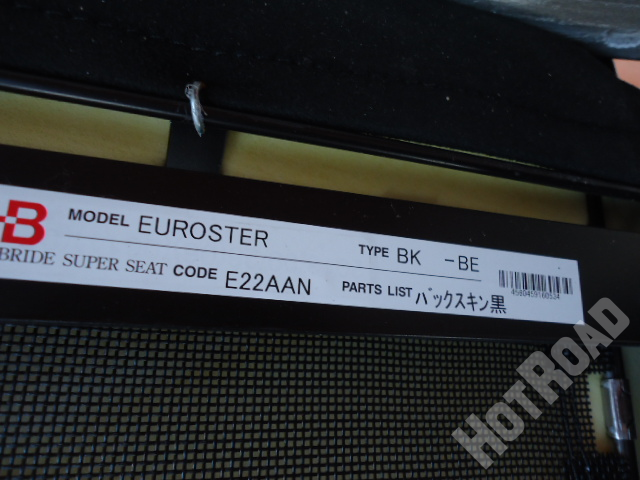 B MODEL EUROSTER TYPE BK -BE
BRIDE SUPER SEAT CODE E22AAN PARTS LIST バックスキン黒
4580459160534
HOTROAD